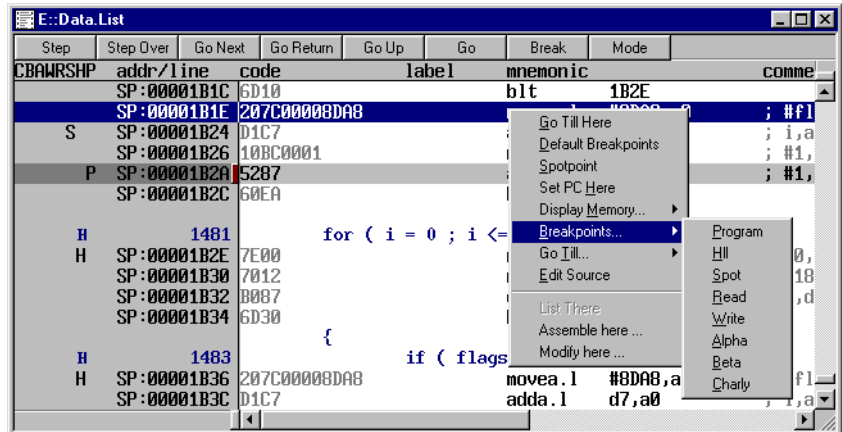 E::Data.List
Step Step Over Go Next Go Return Go Up Go Break Mode
CBAWRSHP addr/line code label mnemonic comme
SP:00001B1C 6D10 blt 1B2E
SP:00001B1E 207C00008DA8 ; #fl
S SP:00001B24 D1C7 ; i,a
SP:00001B26 10BC0001 ; #1,
P SP:00001B2A 5287 ; #1,
SP:00001B2C 60EA
H 1481 for ( i = 0 ; i <=
H SP:00001B2E 7E00
SP:00001B30 7012 18
SP:00001B32 B087 ,d
SP:00001B34 6D30
{
H 1483 if ( flags
H SP:00001B36 207C00008DA8 movea.l #8DA8,a fl
SP:00001B3C D1C7 adda.l d7,a0 ; i,a
Go Till Here
Default Breakpoints
Spotpoint
Set PC Here
Display Memory...
Breakpoints...
Go Till...
Edit Source
List There
Assemble here ...
Modify here ...
Program
Hll
Spot
Read
Write
Alpha
Beta
Charly